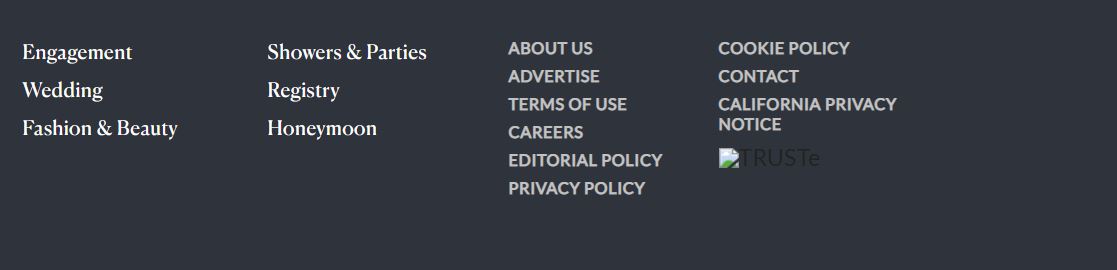 Engagement
Wedding
Fashion & Beauty
Showers & Parties
Registry
Honeymoon
ABOUT US
ADVERTISE
TERMS OF USE
CAREERS
EDITORIAL POLICY
PRIVACY POLICY
COOKIE POLICY
CONTACT
CALIFORNIA PRIVACY
NOTICE
TRUSTe